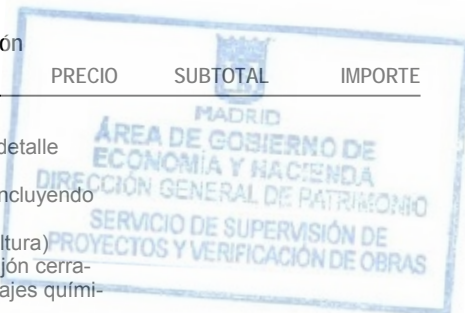 ón
PRECIO SUBTOTAL IMPORTE
MADRID
detalle
ÁREA DE GOBIERNO DE
ECONOMÍA Y HACIENDA
ncluyendo
DIRECCIÓN GENERAL DE PATRIMONIO
SERVICIO DE SUPERVISIÓN DE
ltura)
PROYECTOS Y VERIFICACIÓN DE OBRAS
jón cerra-
ajes quími-